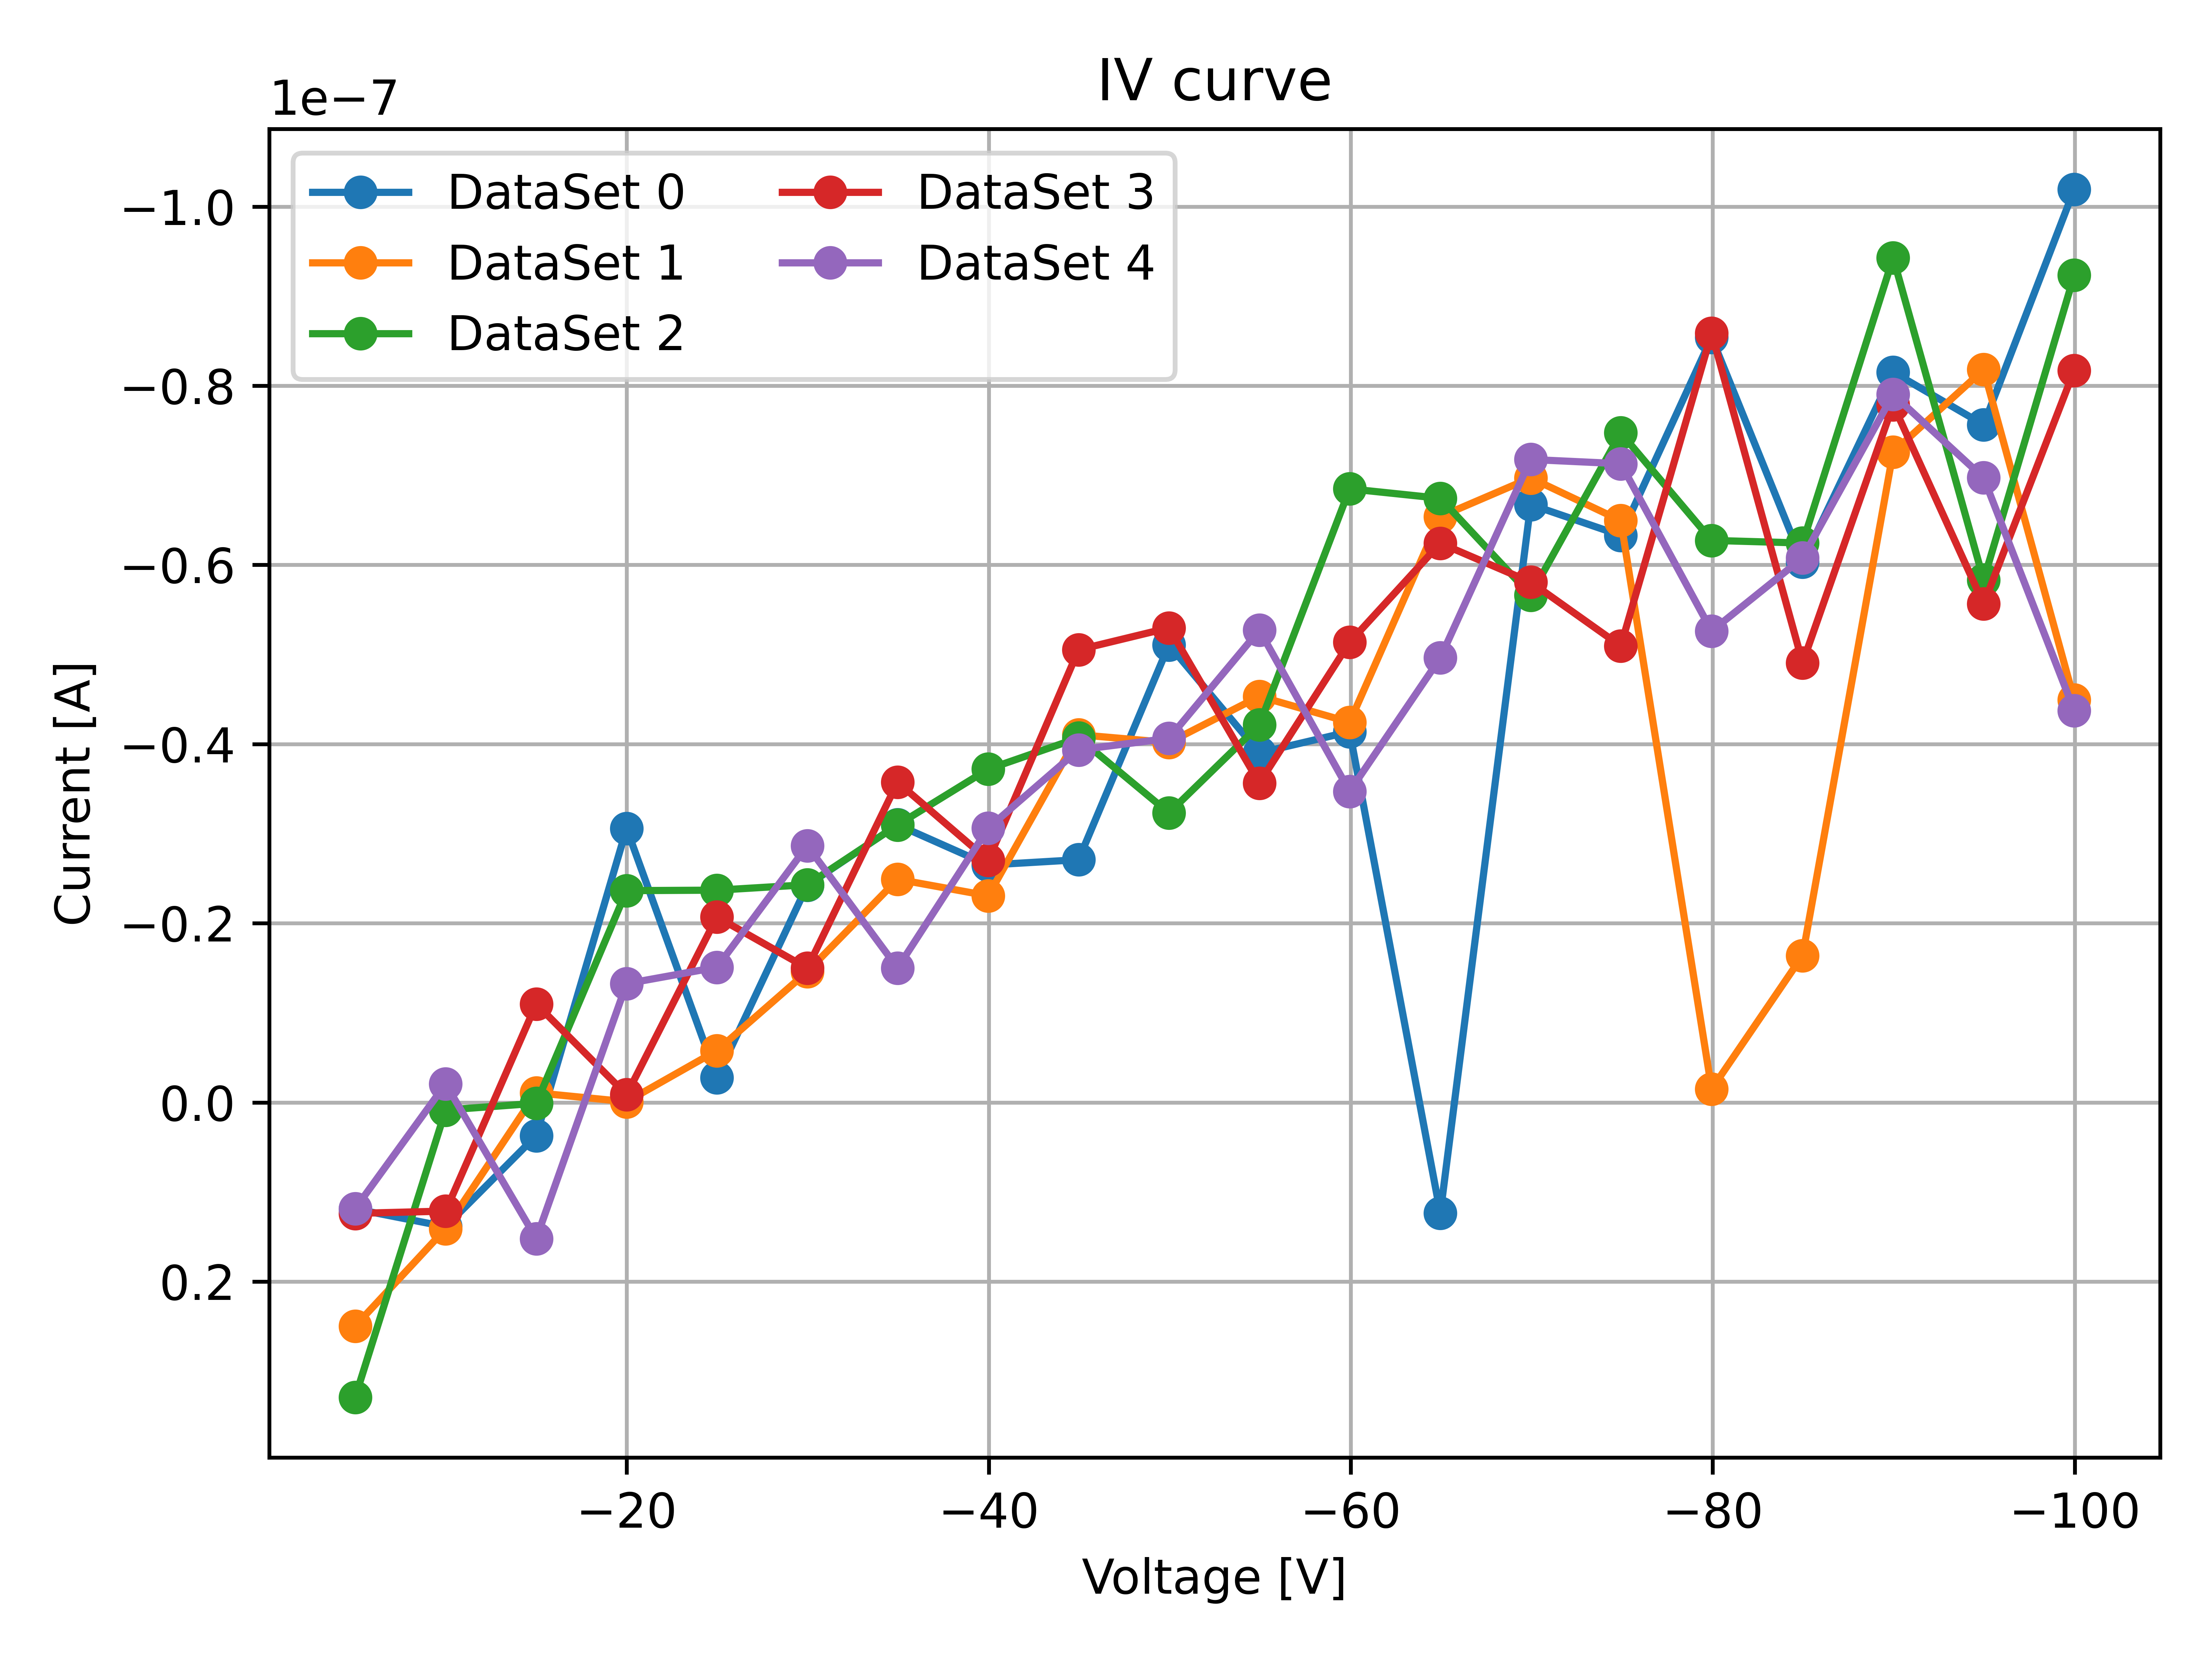 IV curve
1e−7
DataSet 0
DataSet 1
DataSet 2
DataSet 3
DataSet 4
−1.0
−0.8
−0.6
−0.4
−0.2
0.0
0.2
Current [A]
−20
−40
−60
−80
−100
Voltage [V]